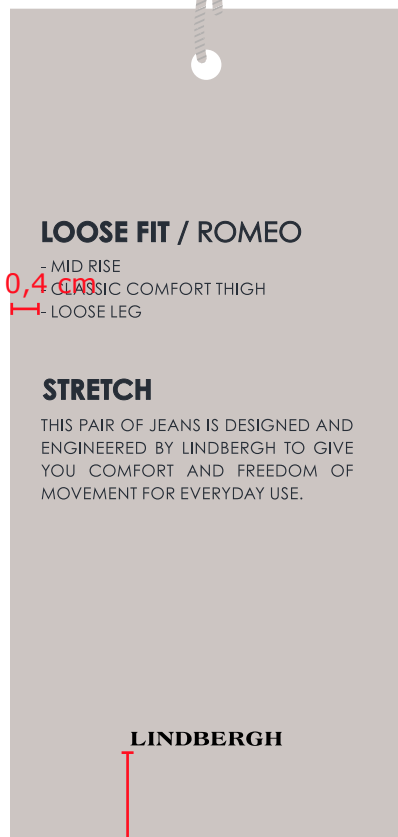 LOOSE FIT / ROMEO
- MID RISE
0,4 cm
- CLASSIC COMFORT THIGH
- LOOSE LEG
STRETCH
THIS PAIR OF JEANS IS DESIGNED AND
ENGINEERED BY LINDBERGH TO GIVE
YOU COMFORT AND FREEDOM OF
MOVEMENT FOR EVERYDAY USE.
LINDBERGH